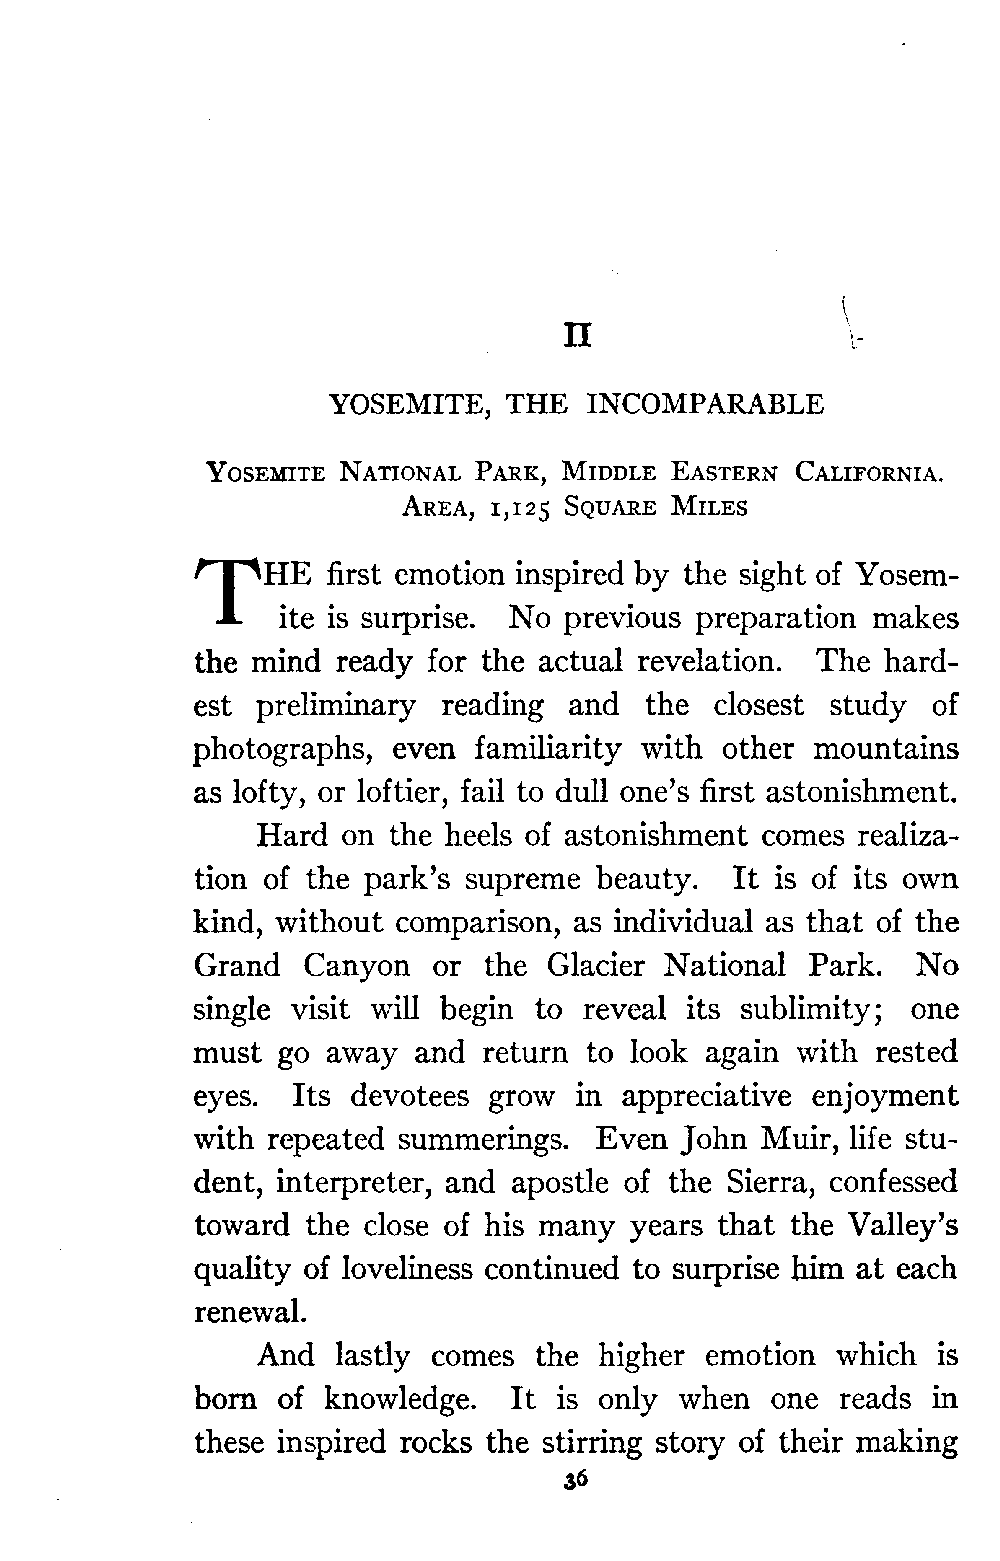 II
YOSEMITE, THE INCOMPARABLE
Yosemite National Park, Middle Eastern California.
Area, 1,125 Square Miles
THE first emotion inspired by the sight of Yosem-
ite is surprise. No previous preparation makes
the mind ready for the actual revelation. The hard-
est preliminary reading and the closest study of
photographs, even familiarity with other mountains
as lofty, or loftier, fail to dull one's first astonishment.
Hard on the heels of astonishment comes realiza-
tion of the park's supreme beauty. It is of its own
kind, without comparison, as individual as that of the
Grand Canyon or the Glacier National Park. No
single visit will begin to reveal its sublimity; one
must go away and return to look again with rested
eyes. Its devotees grow in appreciative enjoyment
with repeated summerings. Even John Muir, life stu-
dent, interpreter, and apostle of the Sierra, confessed
toward the close of his many years that the Valley's
quality of loveliness continued to surprise him at each
renewal.
And lastly comes the higher emotion which is
born of knowledge. It is only when one reads in
these inspired rocks the stirring story of their making
36